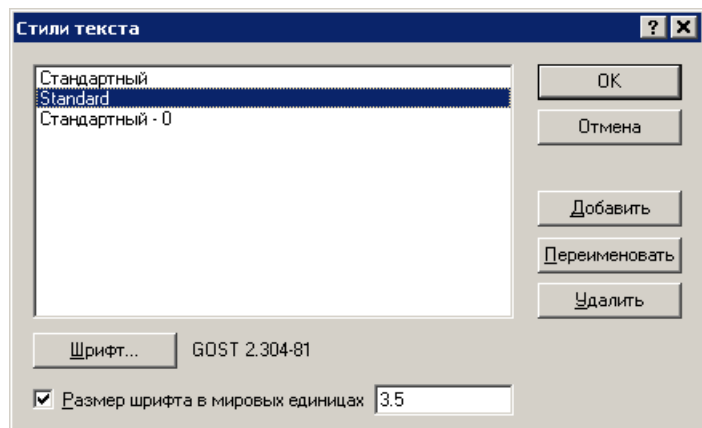 Стили текста
Стандартный
Standard
Стандартный - 0
OK
Отмена
Добавить
Переименовать
Удалить
Шрифт... GOST 2.304-81
Размер шрифта в мировых единицах 3.5